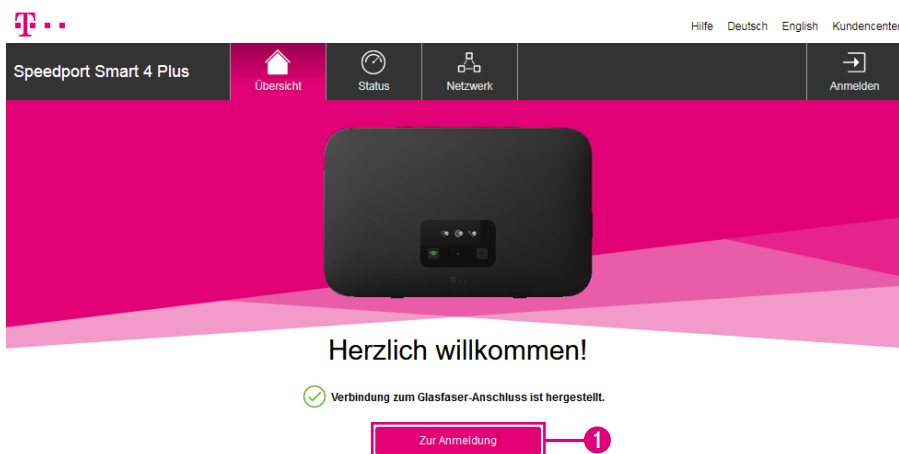 Hilfe Deutsch English Kundencenter
Speedport Smart 4 Plus
Übersicht
Status
Netzwerk
Anmelden
Herzlich willkommen!
Verbindung zum Glasfaser-Anschluss ist hergestellt.
Zur Anmeldung
1